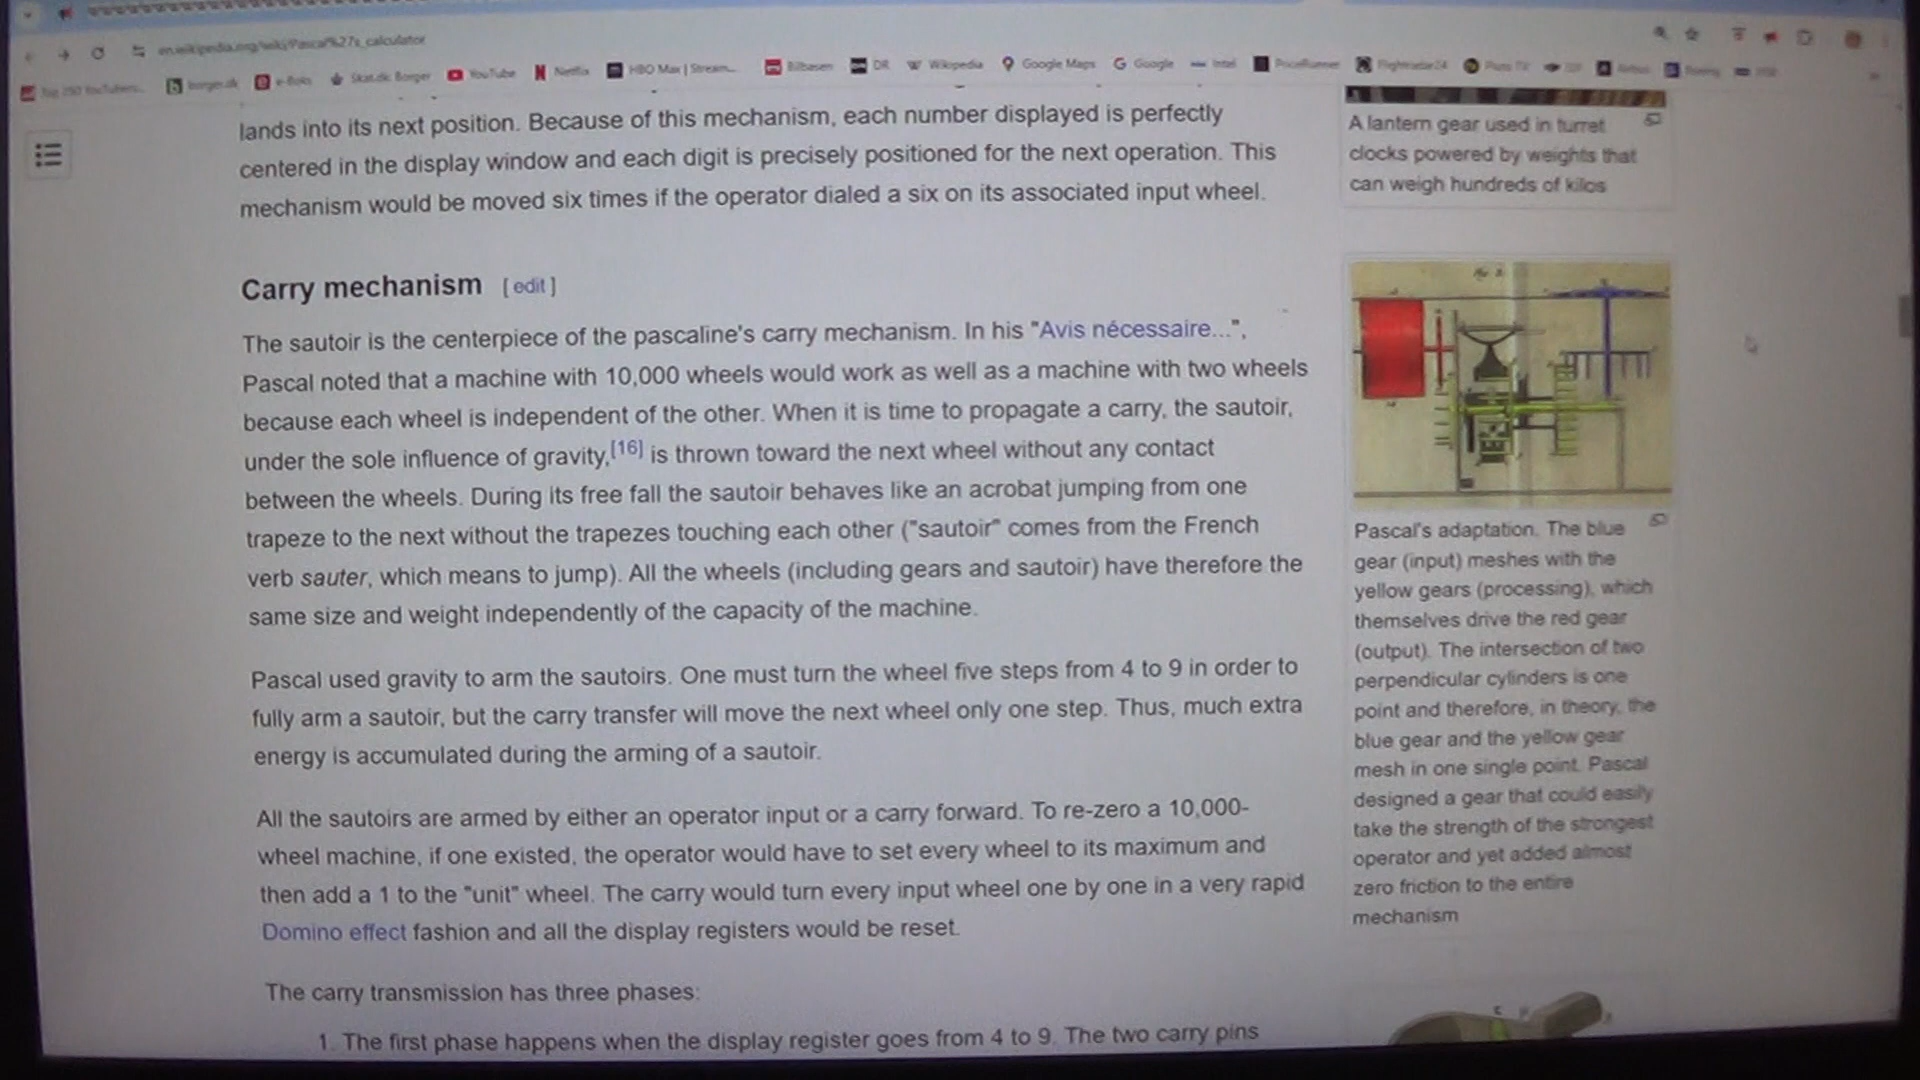 en.wikipedia.org/wiki/Pascal%27s_calculator
borger.dk e-Boks Skat.dk: Borger YouTube Netflix HBO Max | Stream... Bilbasen DR Wikipedia Google Maps Google Intel PriceRunner Flightradar24
lands into its next position. Because of this mechanism, each number displayed is perfectly
centered in the display window and each digit is precisely positioned for the next operation. This
mechanism would be moved six times if the operator dialed a six on its associated input wheel.
A lantern gear used in turret
clocks powered by weights that
can weigh hundreds of kilos
Carry mechanism [ edit ]
The sautoir is the centerpiece of the pascaline's carry mechanism. In his "Avis nécessaire...",
Pascal noted that a machine with 10,000 wheels would work as well as a machine with two wheels
because each wheel is independent of the other. When it is time to propagate a carry, the sautoir,
under the sole influence of gravity,[16] is thrown toward the next wheel without any contact
between the wheels. During its free fall the sautoir behaves like an acrobat jumping from one
trapeze to the next without the trapezes touching each other ("sautoir" comes from the French
verb sauter, which means to jump). All the wheels (including gears and sautoir) have therefore the
same size and weight independently of the capacity of the machine.
Pascal used gravity to arm the sautoirs. One must turn the wheel five steps from 4 to 9 in order to
fully arm a sautoir, but the carry transfer will move the next wheel only one step. Thus, much extra
energy is accumulated during the arming of a sautoir.
All the sautoirs are armed by either an operator input or a carry forward. To re-zero a 10,000-
wheel machine, if one existed, the operator would have to set every wheel to its maximum and
then add a 1 to the "unit" wheel. The carry would turn every input wheel one by one in a very rapid
Domino effect fashion and all the display registers would be reset.
The carry transmission has three phases:
1. The first phase happens when the display register goes from 4 to 9. The two carry pins
Pascal's adaptation. The blue
gear (input) meshes with the
yellow gears (processing), which
themselves drive the red gear
(output). The intersection of two
perpendicular cylinders is one
point and therefore, in theory, the
blue gear and the yellow gear
mesh in one single point. Pascal
designed a gear that could easily
take the strength of the strongest
operator and yet added almost
zero friction to the entire
mechanism